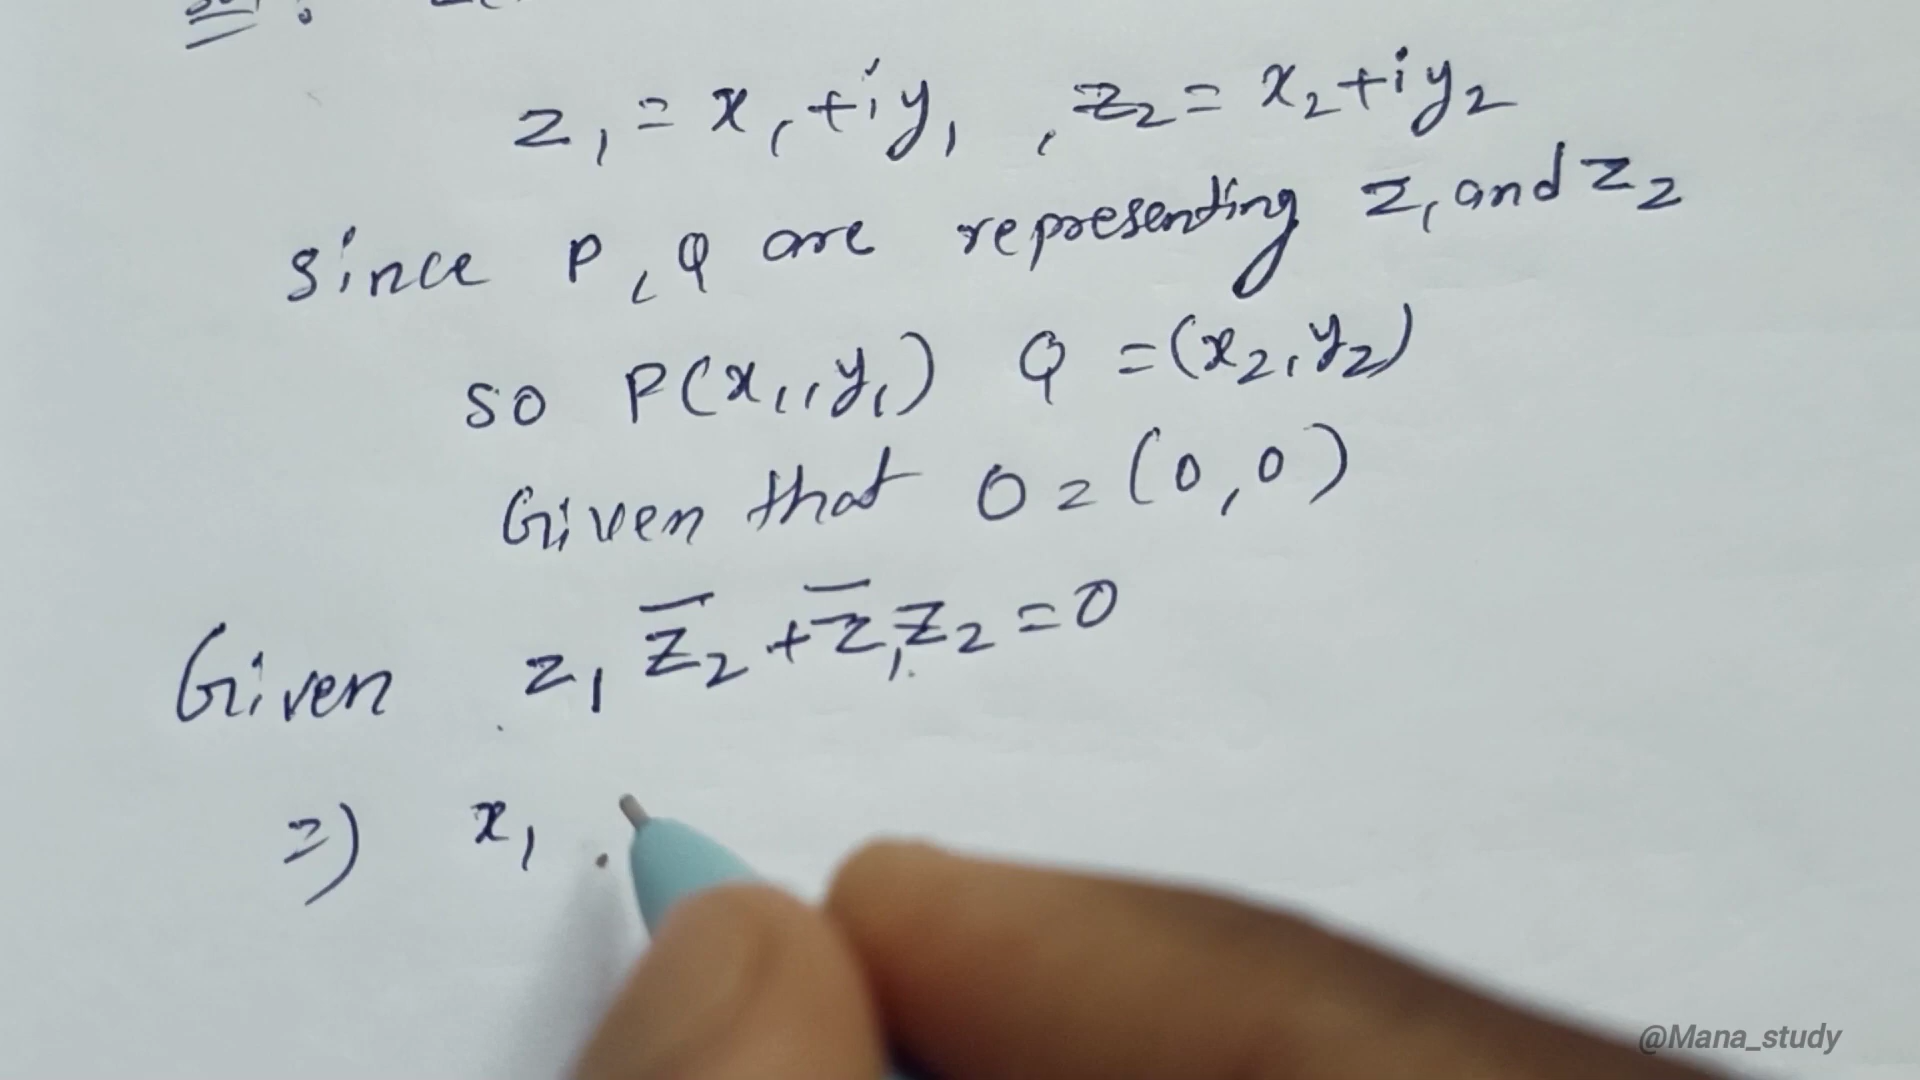 z₁ = x₁ + iy₁ , z₂ = x₂ + iy₂
Since P, Q are representing z₁ and z₂
so P(x₁, y₁) Q = (x₂, y₂)
Given that O = (0, 0)
Given z₁ z̄₂ + z̄₁ z₂ = 0
⇒) x₁
@Mana_study